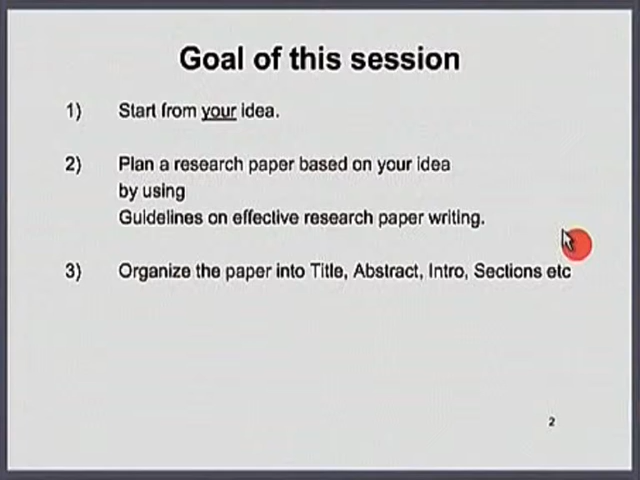 Goal of this session
1) Start from your idea.
2) Plan a research paper based on your idea
by using
Guidelines on effective research paper writing.
3) Organize the paper into Title, Abstract, Intro, Sections etc
2